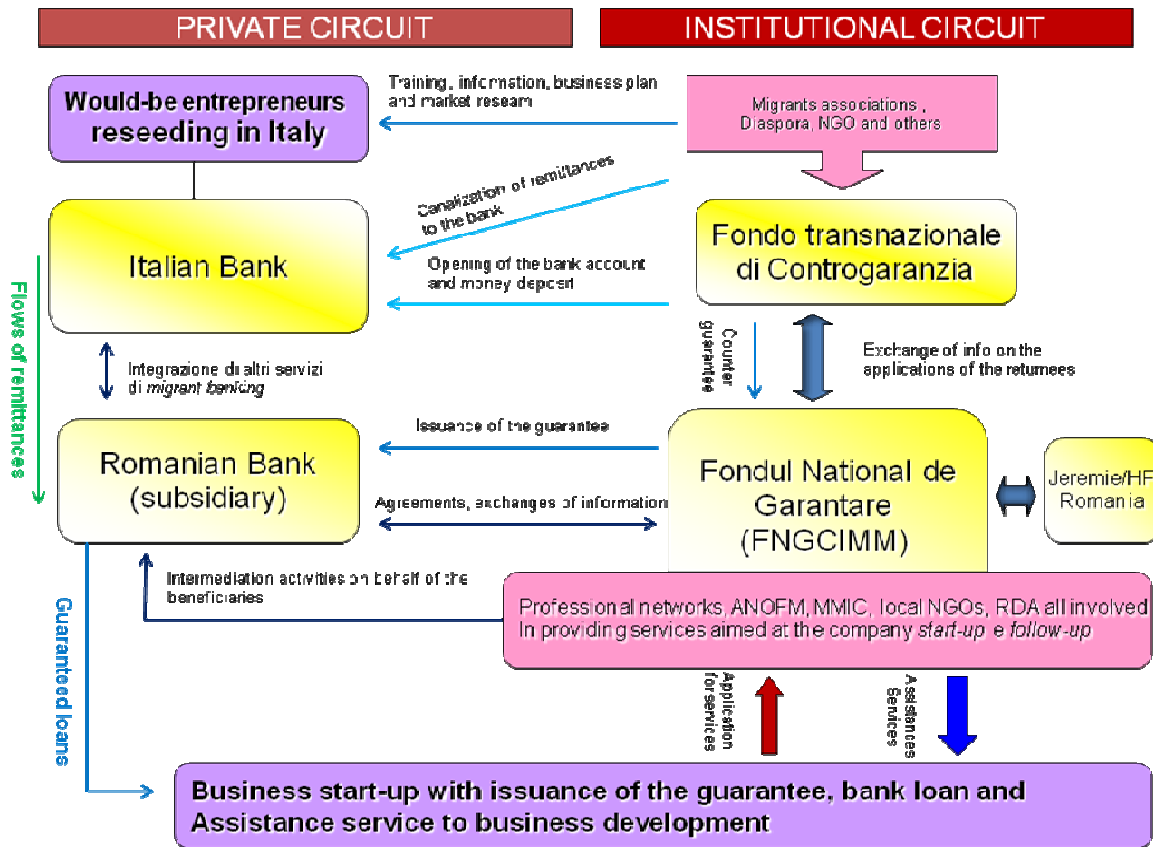 PRIVATE CIRCUIT
INSTITUTIONAL CIRCUIT
Would-be entrepreneurs
reseeding in Italy
Training, information, business plan
and market researn
Migrants associations ,
Diaspora, NGO and others
Canalization of remittances
to the bank
Italian Bank
Opening of the bank account
and money deposit
Fondo transnazionale
di Controgaranzia
Flows of remittances
Integrazione di altri servizi
di migrant banking
Counter
guarantee
Exchange of info on the
applications of the returnees
Romanian Bank
(subsidiary)
Issuance of the guarantee
Agreements, exchanges of information
Fondul National de
Garantare
(FNGCIMM)
Jeremie/HF
Romania
Intermediation activities on behalf of the
beneficiaries
Professional networks, ANOFM, MMIC, local NGOs, RDA all involved
In providing services aimed at the company start-up e follow-up
Guaranteed loans
Application
for services
Assistances
Services
Business start-up with issuance of the guarantee, bank loan and
Assistance service to business development